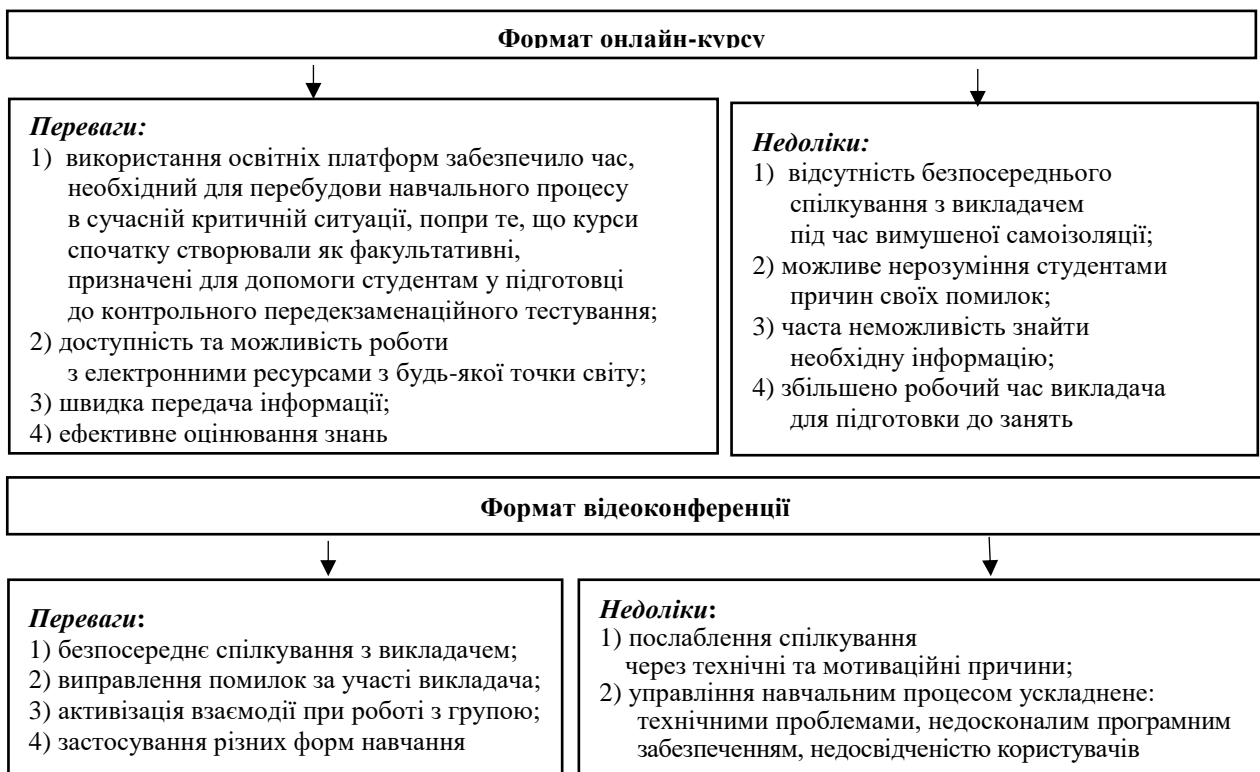 Формат онлайн-курсу
Переваги:
1) використання освітніх платформ забезпечило час,
необхідний для перебудови навчального процесу
в сучасній критичній ситуації, попри те, що курси
спочатку створювали як факультативні,
призначені для допомоги студентам у підготовці
до контрольного передекзаменаційного тестування;
2) доступність та можливість роботи
з електронними ресурсами з будь-якої точки світу;
3) швидка передача інформації;
4) ефективне оцінювання знань
Недоліки:
1) відсутність безпосереднього
спілкування з викладачем
під час вимушеної самоізоляції;
2) можливе нерозуміння студентами
причин своїх помилок;
3) часта неможливість знайти
необхідну інформацію;
4) збільшено робочий час викладача
для підготовки до занять
Формат відеоконференції
Переваги:
1) безпосереднє спілкування з викладачем;
2) виправлення помилок за участі викладача;
3) активізація взаємодії при роботі з групою;
4) застосування різних форм навчання
Недоліки:
1) послаблення спілкування
через технічні та мотиваційні причини;
2) управління навчальним процесом ускладнене:
технічними проблемами, недосконалим програмним
забезпеченням, недосвідченістю користувачів